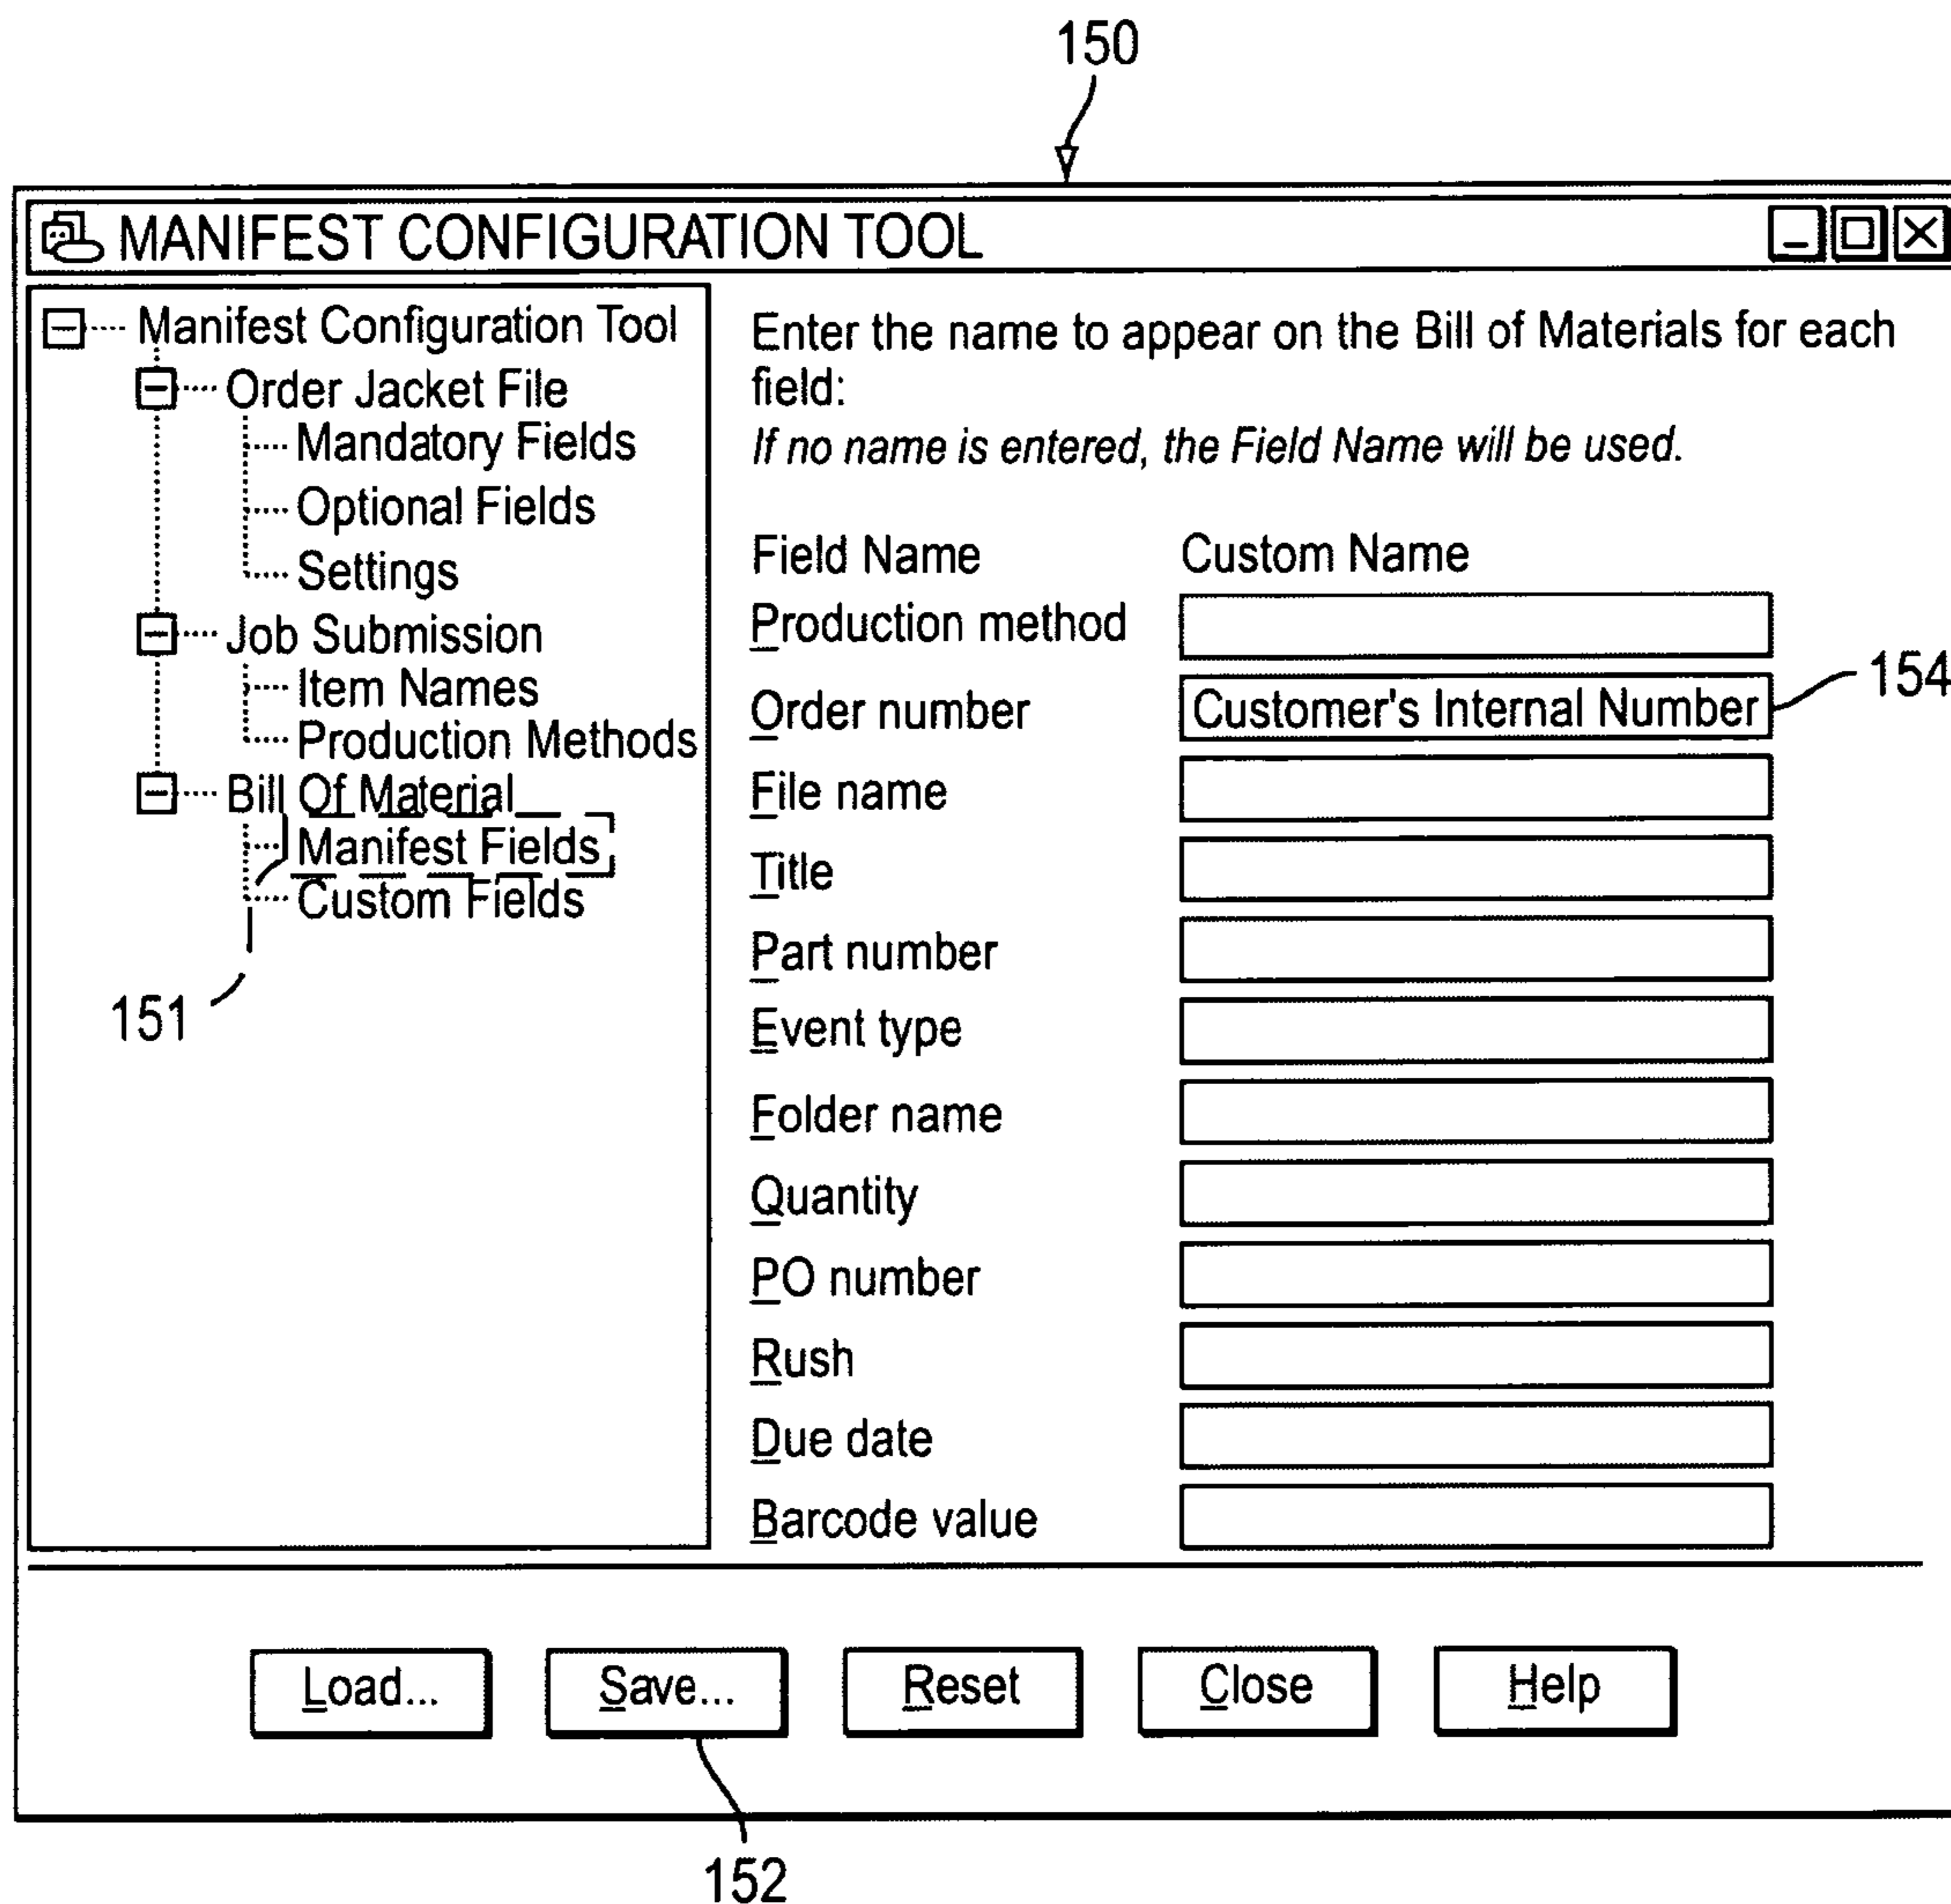 150
MANIFEST CONFIGURATION TOOL
Manifest Configuration Tool
Order Jacket File
Mandatory Fields
Optional Fields
Settings
Job Submission
Item Names
Production Methods
Bill Of Material
Manifest Fields
Custom Fields
151
Enter the name to appear on the Bill of Materials for each
field:
If no name is entered, the Field Name will be used.
Field Name Custom Name
Production method
Order number Customer's Internal Number 154
File name
Title
Part number
Event type
Folder name
Quantity
PO number
Rush
Due date
Barcode value
Load... Save... Reset Close Help
152